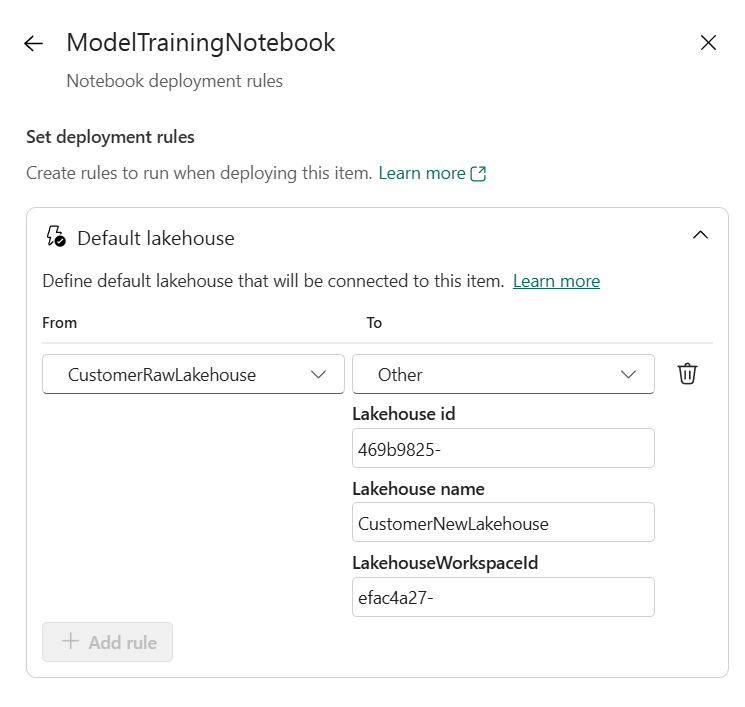 ModelTrainingNotebook
Notebook deployment rules
Set deployment rules
Create rules to run when deploying this item. Learn more
Default lakehouse
Define default lakehouse that will be connected to this item. Learn more
From To
CustomerRawLakehouse Other
Lakehouse id
469b9825-
Lakehouse name
CustomerNewLakehouse
LakehouseWorkspaceId
efac4a27-
Add rule